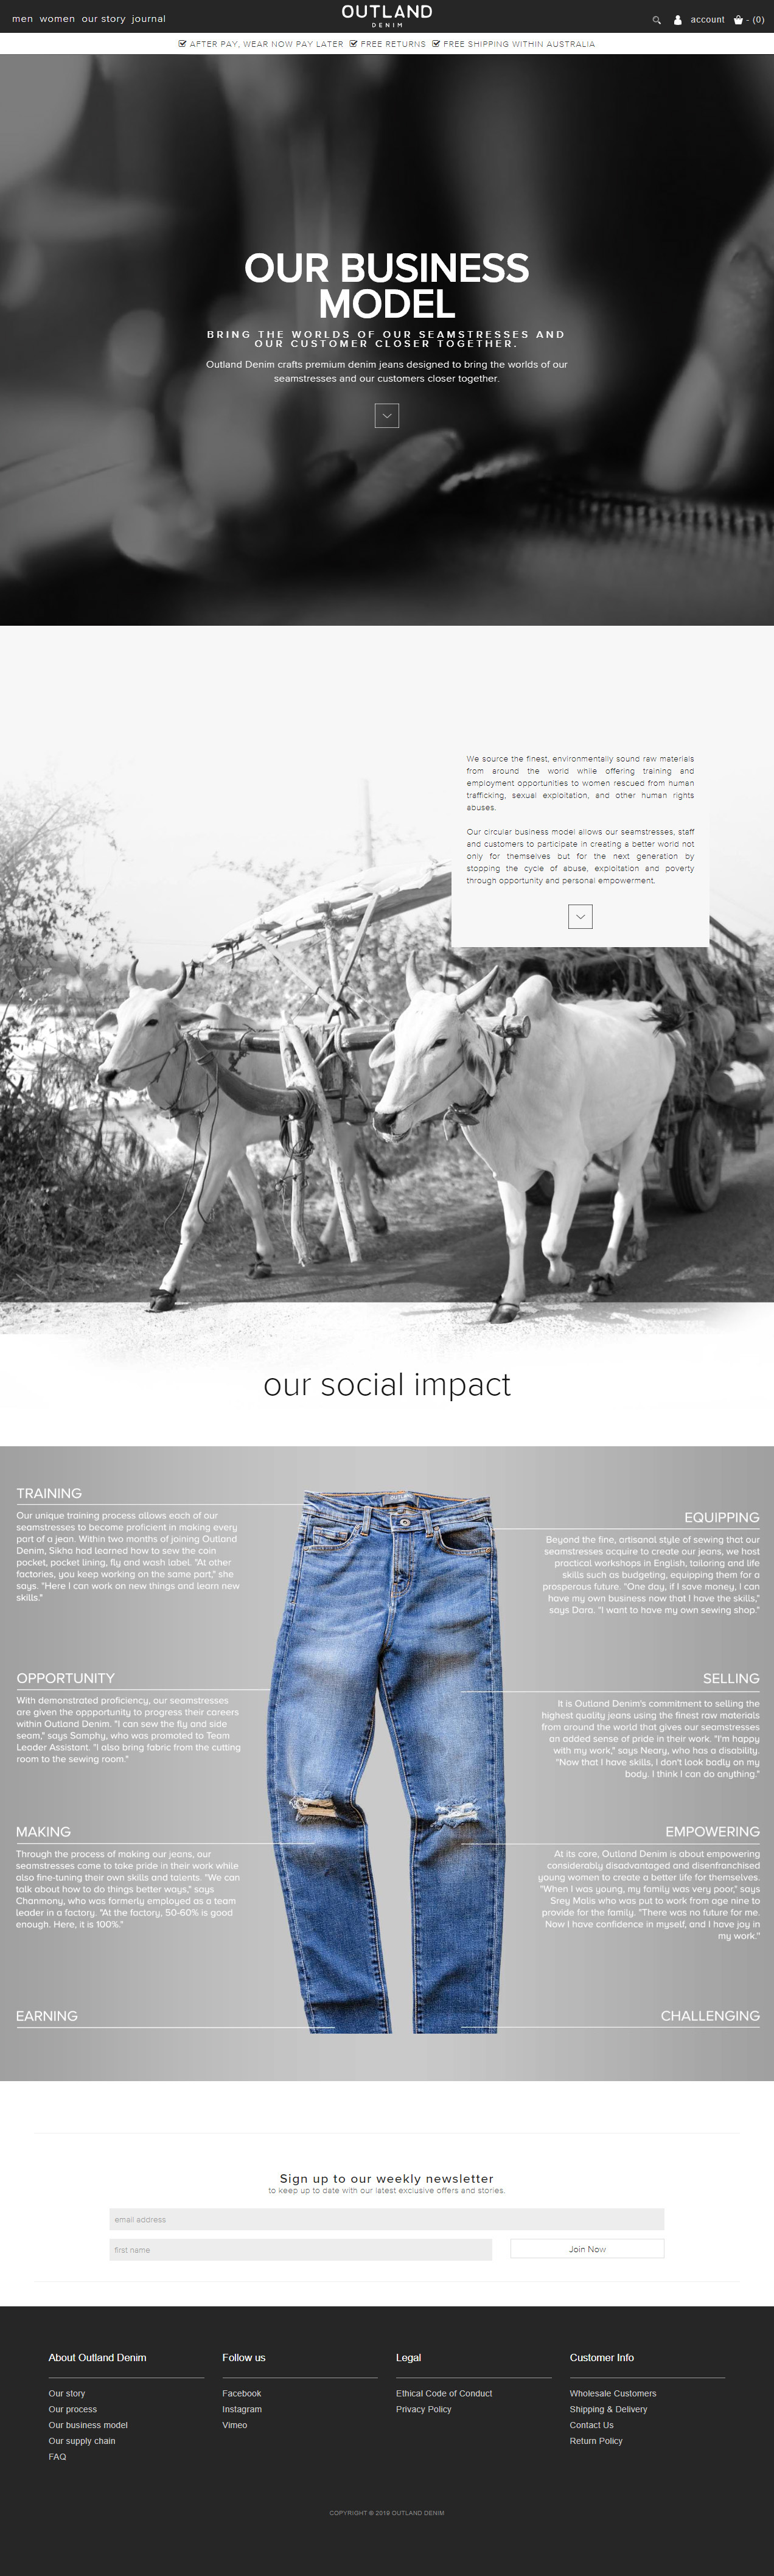 men women our story journal
OUTLAND
DENIM
account - (0)
AFTER PAY, WEAR NOW PAY LATER FREE RETURNS FREE SHIPPING WITHIN AUSTRALIA
OUR BUSINESS
MODEL
BRING THE WORLDS OF OUR SEAMSTRESSES AND
OUR CUSTOMER CLOSER TOGETHER.
Outland Denim crafts premium denim jeans designed to bring the worlds of our
seamstresses and our customers closer together.
We source the finest, environmentally sound raw materials
from around the world while offering training and
employment opportunities to women rescued from human
trafficking, sexual exploitation, and other human rights
abuses.
Our circular business model allows our seamstresses, staff
and customers to participate in creating a better world not
only for themselves but for the next generation by
stopping the cycle of abuse, exploitation and poverty
through opportunity and personal empowerment.
our social impact
TRAINING
Our unique training process allows each of our
seamstresses to become proficient in making every
part of a jean. Within two months of joining Outland
Denim, Sikha had learned how to sew the coin
pocket, pocket lining, fly and wash label. "At other
factories, you keep working on the same part," she
says. "Here I can work on new things and learn new
skills."
EQUIPPING
Beyond the fine, artisanal style of sewing that our
seamstresses acquire to create our jeans, we host
practical workshops in English, tailoring and life
skills such as budgeting, equipping them for a
prosperous future. "One day, if I save money, I can
have my own business now that I have the skills,"
says Dara. "I want to have my own sewing shop."
OPPORTUNITY
With demonstrated proficiency, our seamstresses
are given the oppportunity to progress their careers
within Outland Denim. "I can sew the fly and side
seam," says Samphy, who was promoted to Team
Leader Assistant. "I also bring fabric from the cutting
room to the sewing room."
SELLING
It is Outland Denim's commitment to selling the
highest quality jeans using the finest raw materials
from around the world that gives our seamstresses
an added sense of pride in their work. "I'm happy
with my work," says Neary, who has a disability.
"Now that I have skills, I don't look badly on my
body. I think I can do anything."
MAKING
Through the process of making our jeans, our
seamstresses come to take pride in their work while
also fine-tuning their own skills and talents. "We can
talk about how to do things better ways," says
Chanmony, who was formerly employed as a team
leader in a factory. "At the factory, 50-60% is good
enough. Here, it is 100%."
EMPOWERING
At its core, Outland Denim is about empowering
considerably disadvantaged and disenfranchised
young women to create a better life for themselves.
"When I was young, my family was very poor," says
Srey Malis who was put to work from age nine to
provide for the family. "There was no future for me.
Now I have confidence in myself, and I have joy in
my work."
EARNING
CHALLENGING
Sign up to our weekly newsletter
to keep up to date with our latest exclusive offers and stories.
email address
first name
Join Now
About Outland Denim
Our story
Our process
Our business model
Our supply chain
FAQ
Follow us
Facebook
Instagram
Vimeo
Legal
Ethical Code of Conduct
Privacy Policy
Customer Info
Wholesale Customers
Shipping & Delivery
Contact Us
Return Policy
COPYRIGHT © 2019 OUTLAND DENIM